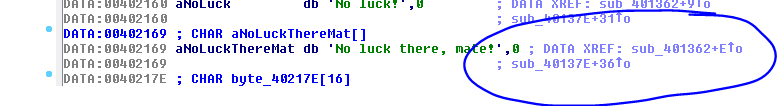 DATA:00402160 aNoLuck db 'No luck!',0 ; DATA XREF: sub_401362+9↑o
DATA:00402160 ; sub_40137E+31↑o
DATA:00402169 ; CHAR aNoLuckThereMat[]
DATA:00402169 aNoLuckThereMat db 'No luck there, mate!',0 ; DATA XREF: sub_401362+E↑o
DATA:00402169 ; sub_40137E+36↑o
DATA:0040217E ; CHAR byte_40217E[16]